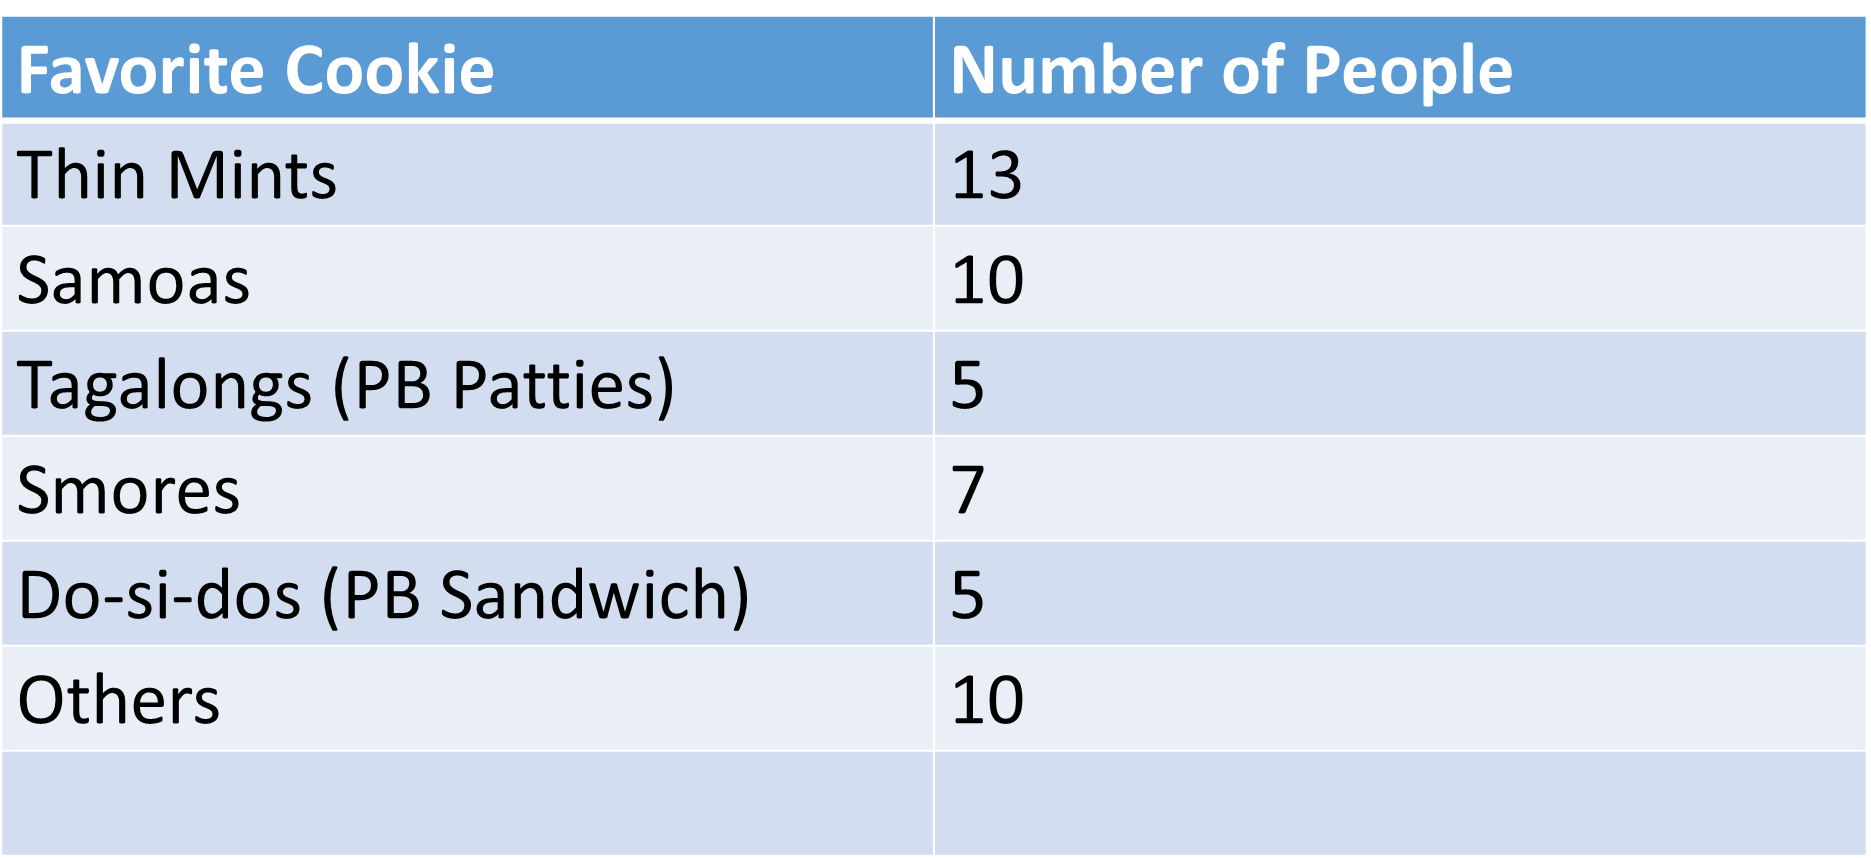 Favorite Cookie Number of People
Thin Mints 13
Samoas 10
Tagalongs (PB Patties) 5
Smores 7
Do-si-dos (PB Sandwich) 5
Others 10